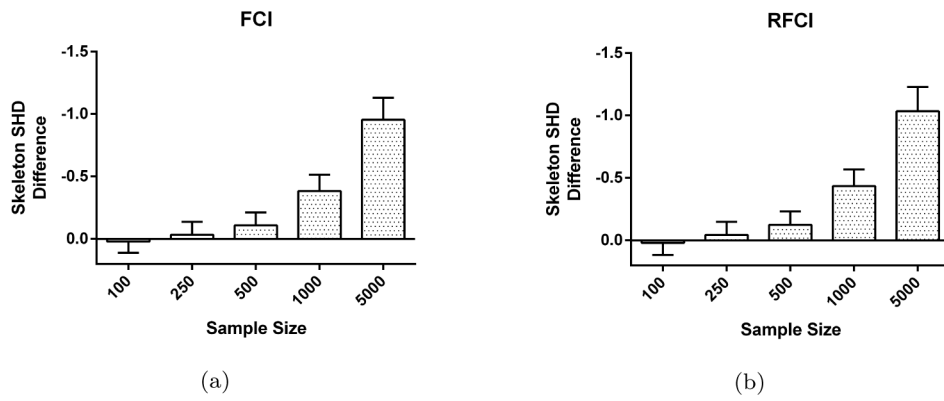 FCI
Skeleton SHD
Difference
-1.5
-1.0
-0.5
0.0
100
250
500
1000
5000
Sample Size
(a)
RFCI
Skeleton SHD
Difference
-1.5
-1.0
-0.5
0.0
100
250
500
1000
5000
Sample Size
(b)